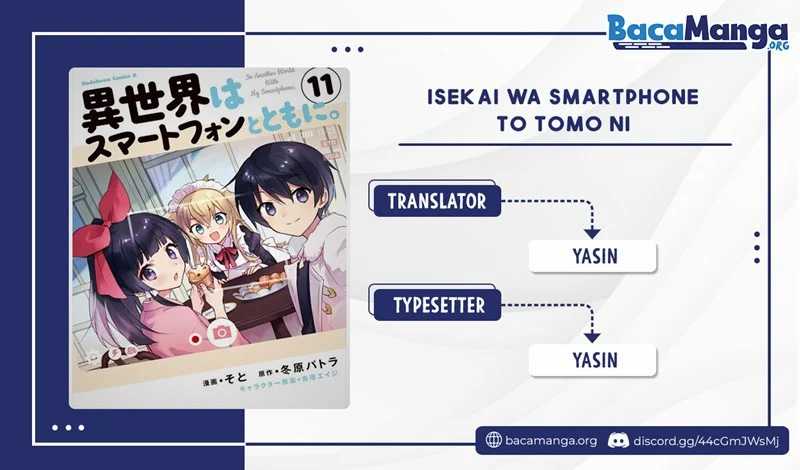 BacaManga
.ORG
Kadokawa Comics A
In Another World
With
My Smartphone.
11
異世界は
スマートフォンとともに。
漫画・そと 原作・冬原パトラ
キャラクター原案・兎塚エイジ
ISEKAI WA SMARTPHONE
TO TOMO NI
TRANSLATOR
YASIN
TYPESETTER
YASIN
bacamanga.org
discord.gg/44cGmJWsMj